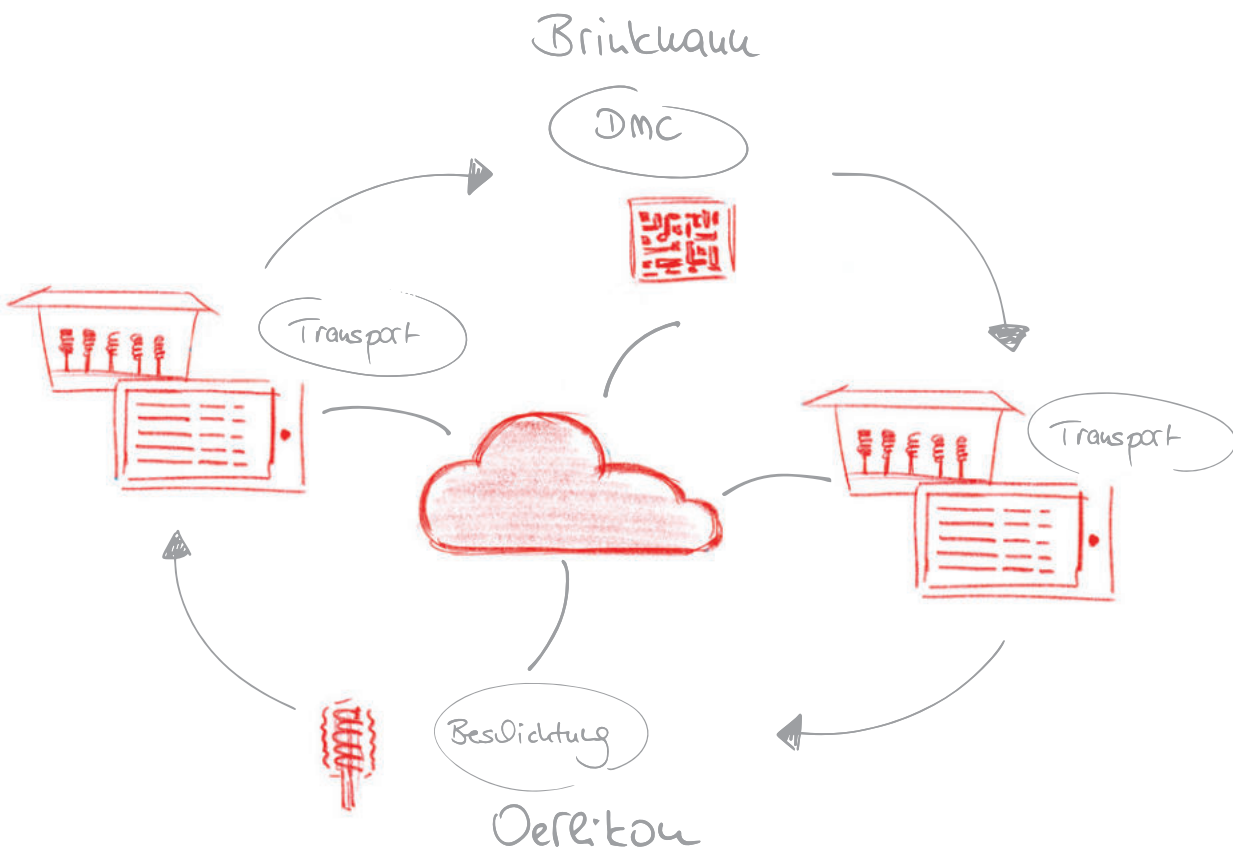 Brinkmann
DMC
Transport
Transport
Beschichtung
Oerlikon